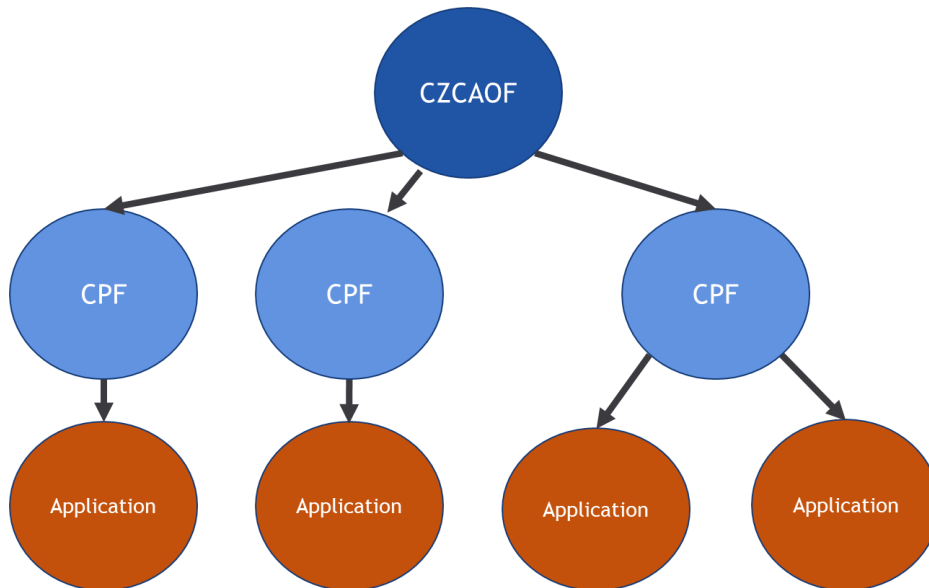 CZCAOF
CPF
CPF
CPF
Application
Application
Application
Application